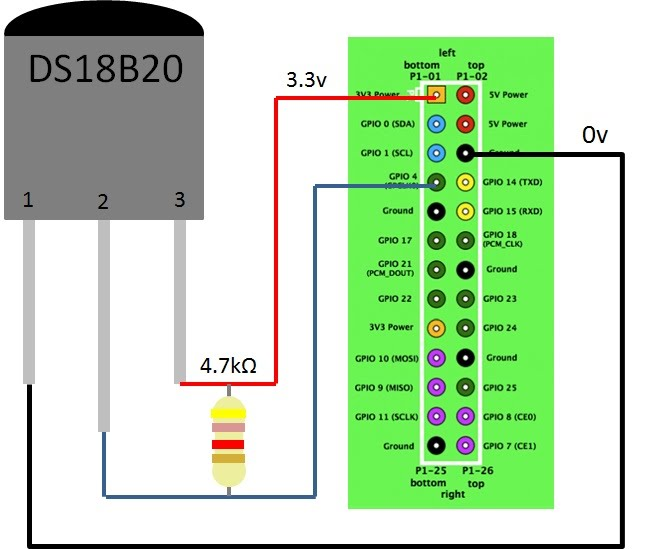 DS18B20
1 2 3
3.3v
0v
4.7kΩ
left
bottom top
P1-01 P1-02
3V3 Power 5V Power
GPIO 0 (SDA) 5V Power
GPIO 1 (SCL) Ground
GPIO 4 GPIO 14 (TXD)
Ground GPIO 15 (RXD)
GPIO 17 GPIO 18
(PCM_CLK)
GPIO 21 Ground
(PCM_DOUT)
GPIO 22 GPIO 23
3V3 Power GPIO 24
GPIO 10 (MOSI) Ground
GPIO 9 (MISO) GPIO 25
GPIO 11 (SCLK) GPIO 8 (CE0)
Ground GPIO 7 (CE1)
P1-25 P1-26
bottom top
right